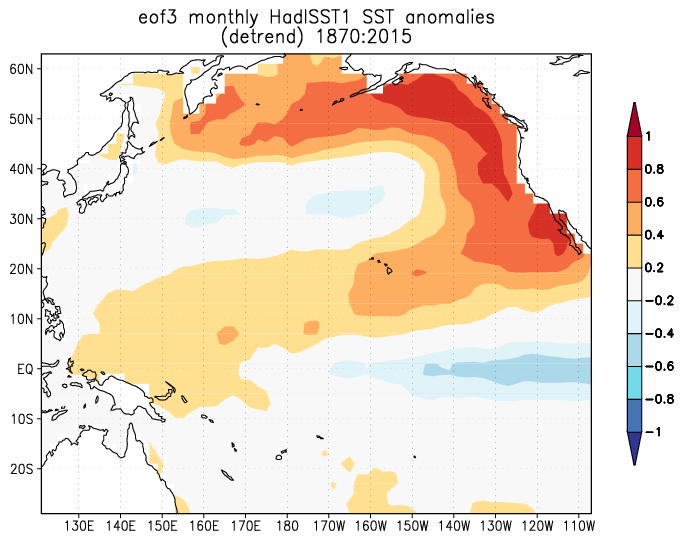 eof3 monthly HadISST1 SST anomalies
(detrend) 1870:2015
60N
50N
40N
30N
20N
10N
EQ
10S
20S
130E 140E 150E 160E 170E 180 170W 160W 150W 140W 130W 120W 110W
1
0.8
0.6
0.4
0.2
-0.2
-0.4
-0.6
-0.8
-1